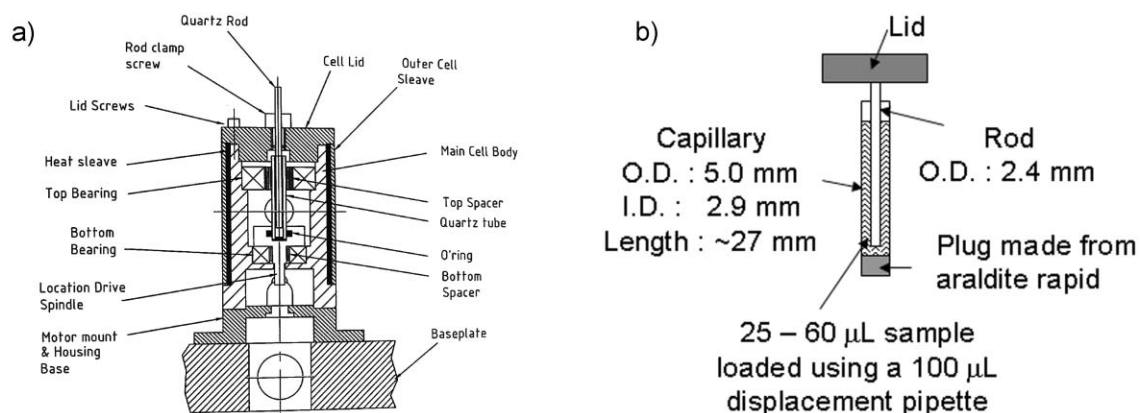 a)
Quartz Rod
Rod clamp
screw
Cell Lid
Outer Cell
Sleave
Lid Screws
Heat sleave
Main Cell Body
Top Bearing
Top Spacer
Quartz tube
Bottom
Bearing
O'ring
Location Drive
Spindle
Bottom
Spacer
Motor mount
& Housing
Base
Baseplate
b)
Lid
Capillary
O.D. : 5.0 mm
I.D. : 2.9 mm
Length : ~27 mm
Rod
O.D. : 2.4 mm
Plug made from
araldite rapid
25 – 60 μL sample
loaded using a 100 μL
displacement pipette